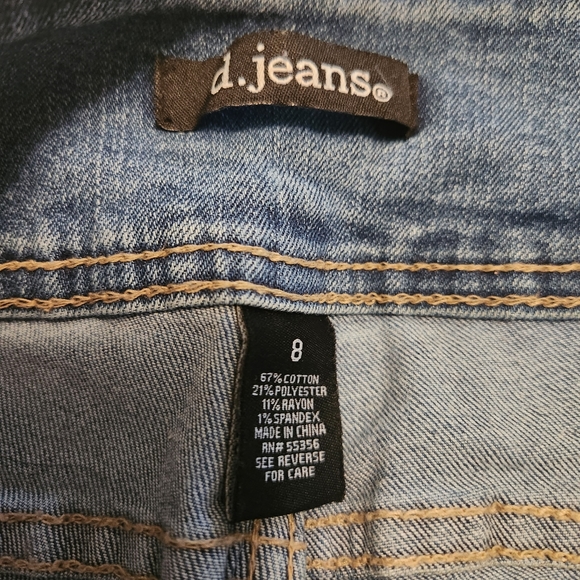 d.jeans®
8
67% COTTON
21% POLYESTER
11% RAYON
1% SPANDEX
MADE IN CHINA
RN# 55356
SEE REVERSE
FOR CARE